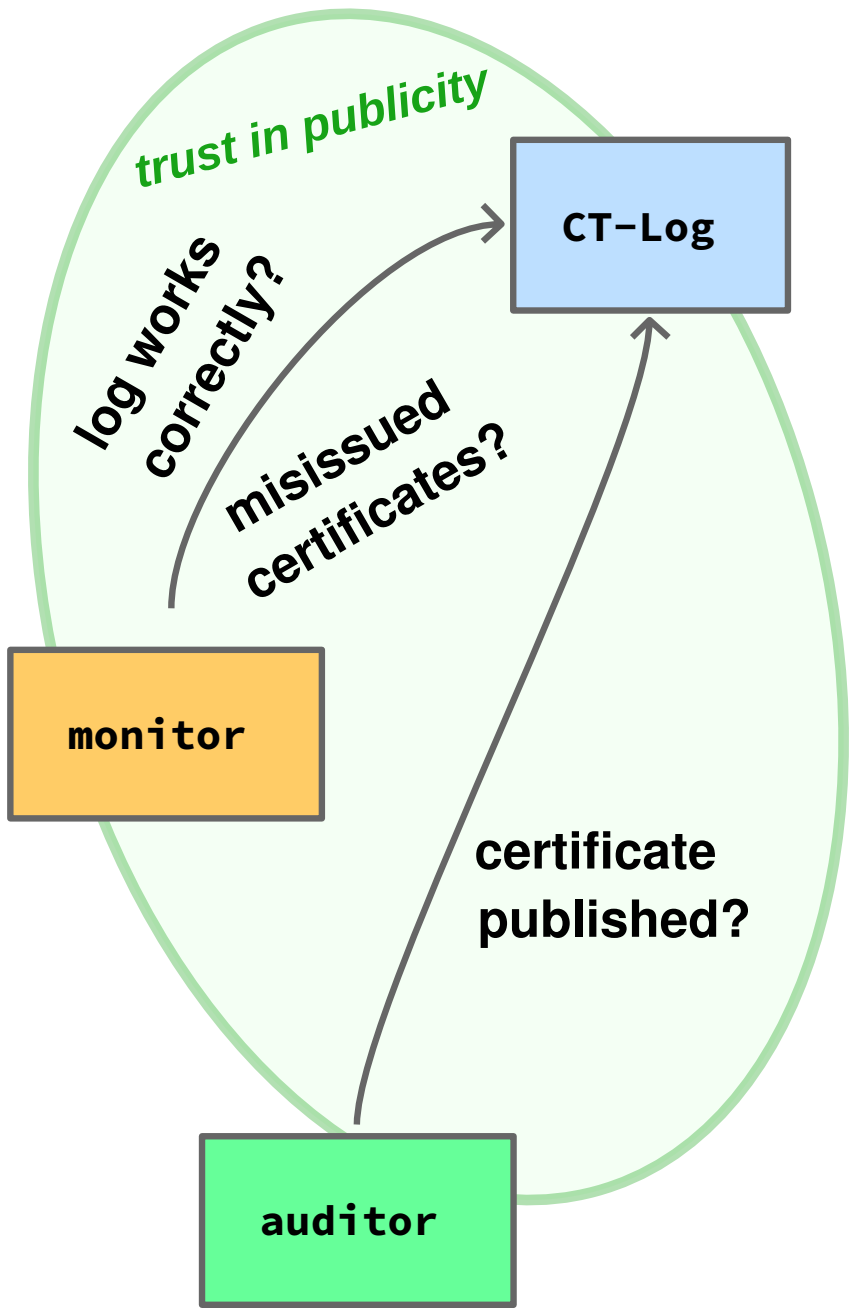 trust in publicity
CT-Log
log works
correctly?
misissued
certificates?
monitor
certificate
published?
auditor